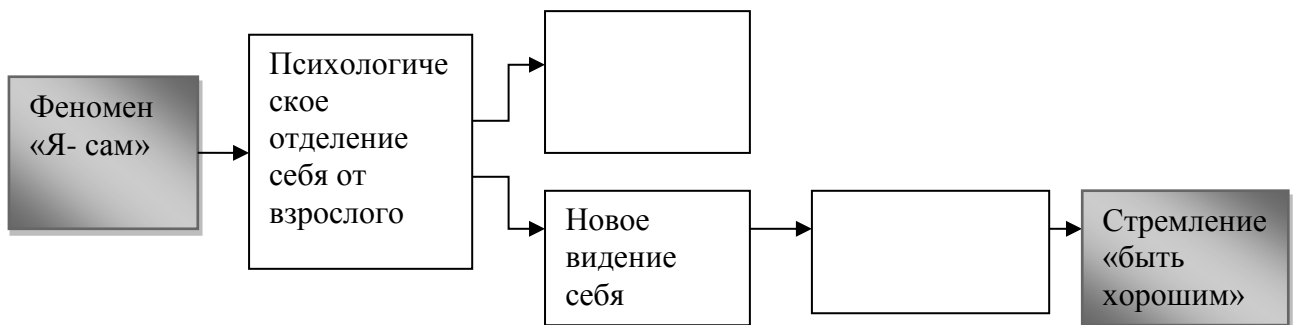 Феномен
«Я- сам»
Психологиче
ское
отделение
себя от
взрослого
Новое
видение
себя
Стремление
«быть
хорошим»